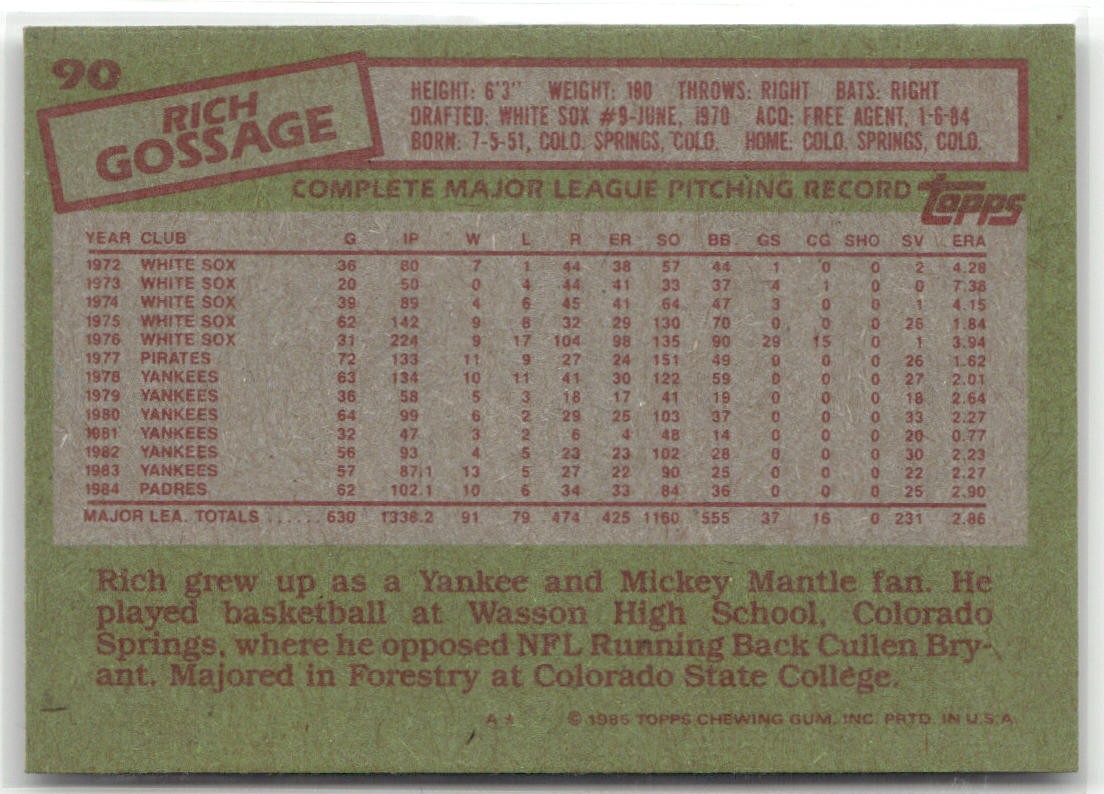 90
RICH
GOSSAGE
HEIGHT: 6'3" WEIGHT: 190 THROWS: RIGHT BATS: RIGHT
DRAFTED: WHITE SOX #9-JUNE, 1970 ACQ: FREE AGENT, 1-6-84
BORN: 7-5-51, COLO. SPRINGS, COLO. HOME: COLO. SPRINGS, COLO.
COMPLETE MAJOR LEAGUE PITCHING RECORD topps
YEAR CLUB G IP W L R ER SO BB GS CG SHO SV ERA
1972 WHITE SOX 36 80 7 1 44 38 57 44 1 0 0 2 4.28
1973 WHITE SOX 20 50 0 4 44 41 33 37 4 1 0 0 7.38
1974 WHITE SOX 39 89 4 6 45 41 64 47 3 0 0 1 4.15
1975 WHITE SOX 62 142 9 8 32 29 130 70 0 0 0 26 1.84
1976 WHITE SOX 31 224 9 17 104 98 135 90 29 15 0 1 3.94
1977 PIRATES 72 133 11 9 27 24 151 49 0 0 0 26 1.62
1978 YANKEES 63 134 10 11 41 30 122 59 0 0 0 27 2.01
1979 YANKEES 36 58 5 3 18 17 41 19 0 0 0 18 2.64
1980 YANKEES 64 99 6 2 29 25 103 37 0 0 0 33 2.27
1981 YANKEES 32 47 3 2 6 4 48 14 0 0 0 20 0.77
1982 YANKEES 56 93 4 5 23 23 102 28 0 0 0 30 2.23
1983 YANKEES 57 87.1 13 5 27 22 90 25 0 0 0 22 2.27
1984 PADRES 62 102.1 10 6 34 33 84 36 0 0 0 25 2.90
MAJOR LEA. TOTALS ...... 630 1338.2 91 79 474 425 1160 555 37 16 0 231 2.86
Rich grew up as a Yankee and Mickey Mantle fan. He
played basketball at Wasson High School, Colorado
Springs, where he opposed NFL Running Back Cullen Bry-
ant. Majored in Forestry at Colorado State College.
A* © 1985 TOPPS CHEWING GUM, INC. PRTD. IN U.S.A.